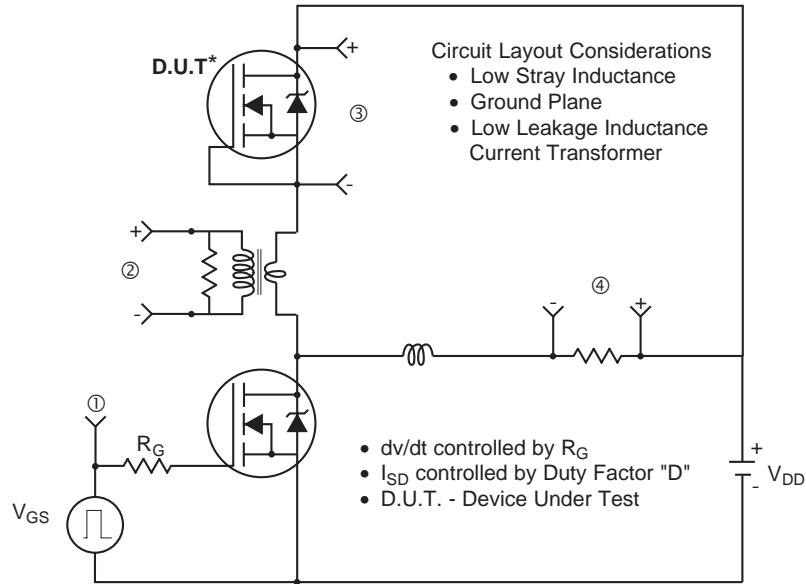 D.U.T*
+
Circuit Layout Considerations
• Low Stray Inductance
• Ground Plane
• Low Leakage Inductance
Current Transformer
③
-
+
②
-
④
- +
①
R_G
V_GS
• dv/dt controlled by R_G
• I_SD controlled by Duty Factor "D"
• D.U.T. - Device Under Test
+
V_DD
-